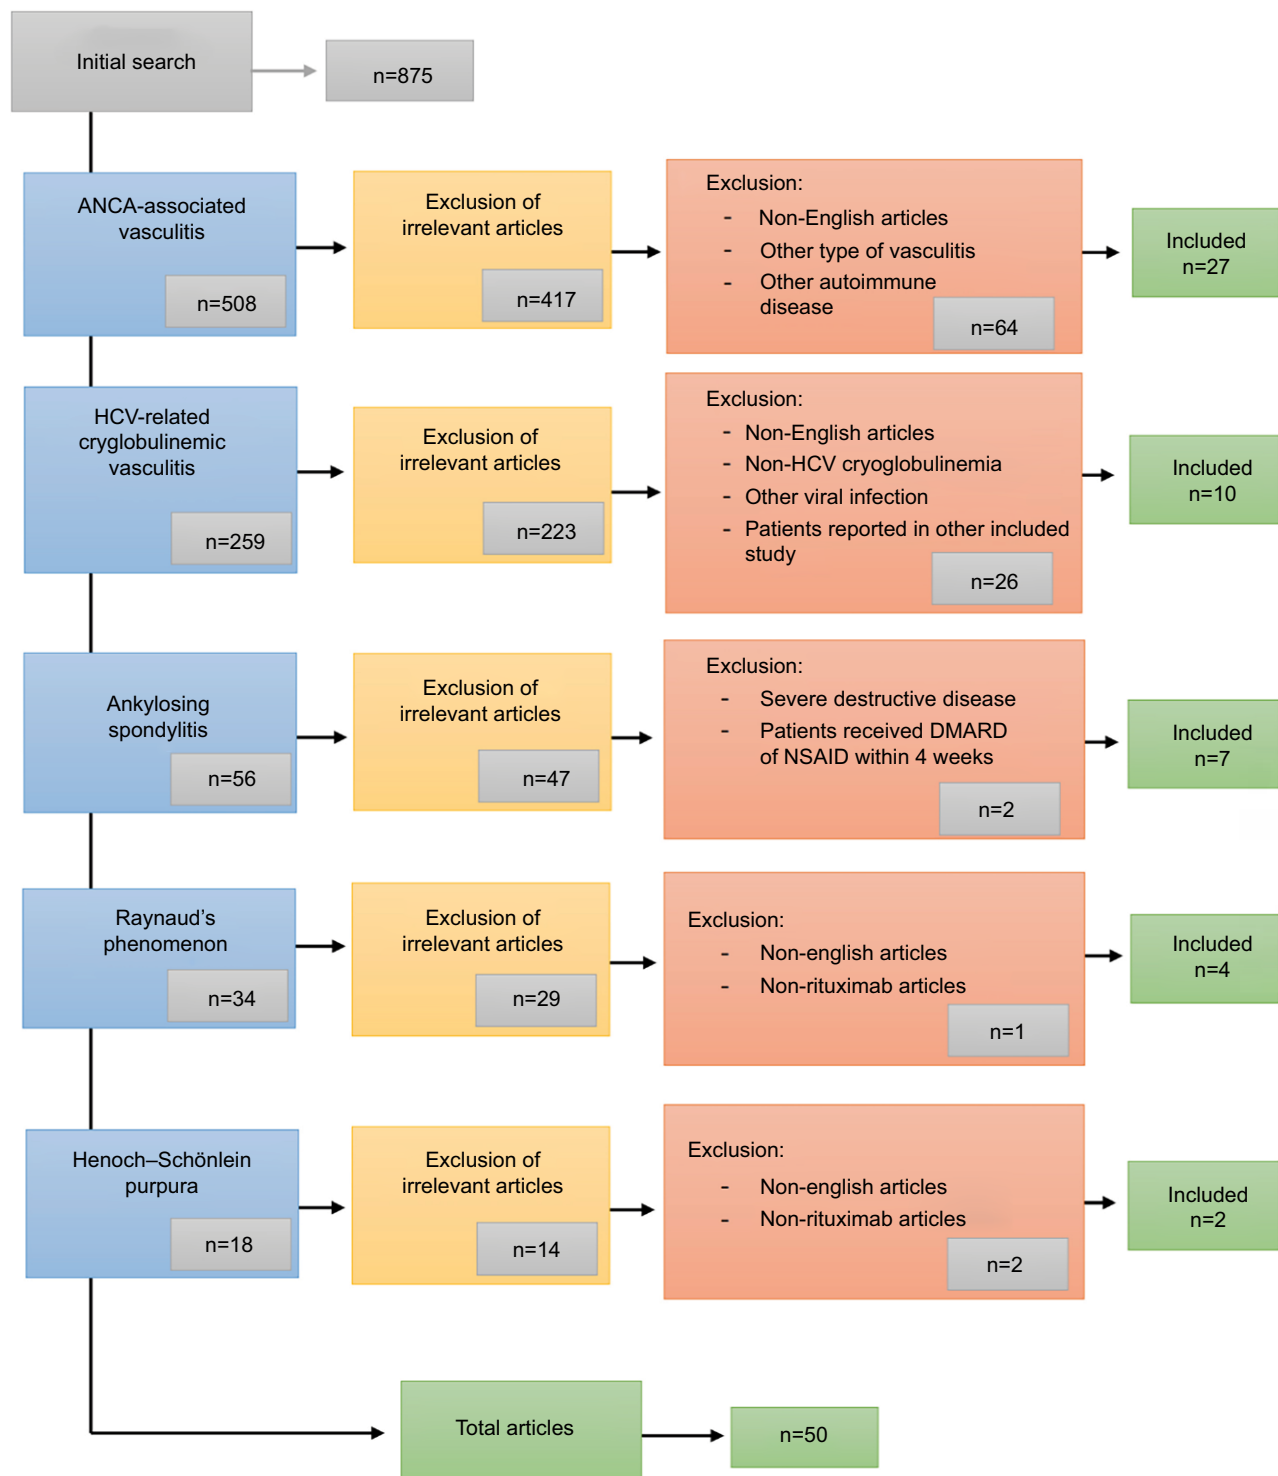 Initial search
n=875
ANCA-associated
vasculitis
n=508
Exclusion of
irrelevant articles
n=417
Exclusion:
- Non-English articles
- Other type of vasculitis
- Other autoimmune
disease
n=64
Included
n=27
HCV-related
cryglobulinemic
vasculitis
n=259
Exclusion of
irrelevant articles
n=223
Exclusion:
- Non-English articles
- Non-HCV cryoglobulinemia
- Other viral infection
- Patients reported in other included
study
n=26
Included
n=10
Ankylosing
spondylitis
n=56
Exclusion of
irrelevant articles
n=47
Exclusion:
- Severe destructive disease
- Patients received DMARD
of NSAID within 4 weeks
n=2
Included
n=7
Raynaud’s
phenomenon
n=34
Exclusion of
irrelevant articles
n=29
Exclusion:
- Non-english articles
- Non-rituximab articles
n=1
Included
n=4
Henoch–Schönlein
purpura
n=18
Exclusion of
irrelevant articles
n=14
Exclusion:
- Non-english articles
- Non-rituximab articles
n=2
Included
n=2
Total articles
n=50